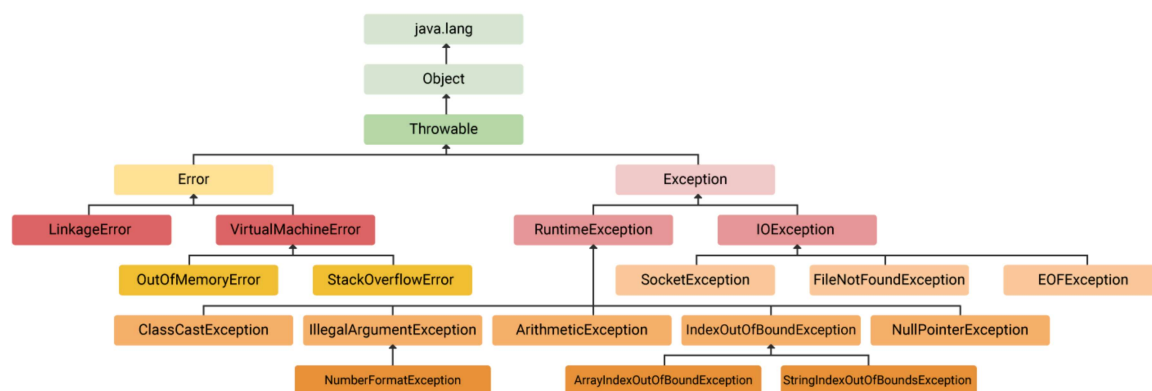 java.lang
Object
Throwable
Error
Exception
LinkageError
VirtualMachineError
RuntimeException
IOException
OutOfMemoryError
StackOverflowError
SocketException
FileNotFoundException
EOFException
ClassCastException
IllegalArgumentException
ArithmeticException
IndexOutOfBoundException
NullPointerException
NumberFormatException
ArrayIndexOutOfBoundException
StringIndexOutOfBoundsException